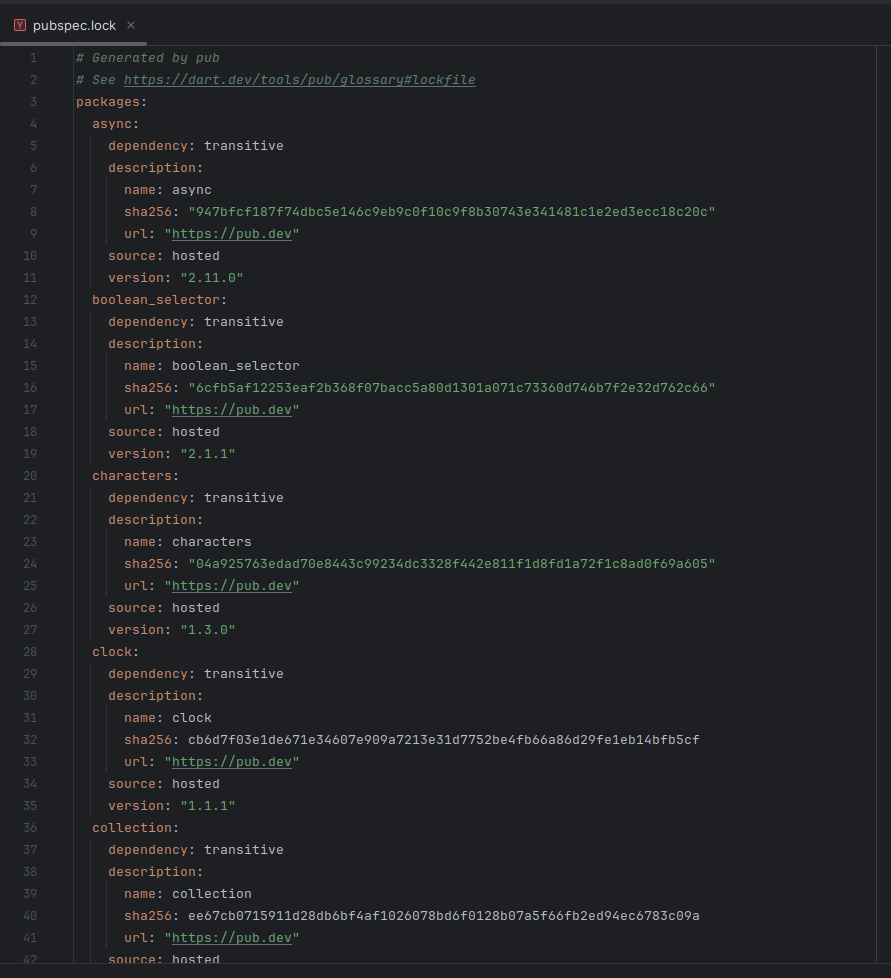 pubspec.lock
1 # Generated by pub
2 # See https://dart.dev/tools/pub/glossary#lockfile
3 packages:
4 async:
5 dependency: transitive
6 description:
7 name: async
8 sha256: "947bfcf187f74dbc5e146c9eb9c0f10c9f8b30743e341481c1e2ed3ecc18c20c"
9 url: "https://pub.dev"
10 source: hosted
11 version: "2.11.0"
12 boolean_selector:
13 dependency: transitive
14 description:
15 name: boolean_selector
16 sha256: "6cfb5af12253eaf2b368f07bacc5a80d1301a071c73360d746b7f2e32d762c66"
17 url: "https://pub.dev"
18 source: hosted
19 version: "2.1.1"
20 characters:
21 dependency: transitive
22 description:
23 name: characters
24 sha256: "04a925763edad70e8443c99234dc3328f442e811f1d8fd1a72f1c8ad0f69a605"
25 url: "https://pub.dev"
26 source: hosted
27 version: "1.3.0"
28 clock:
29 dependency: transitive
30 description:
31 name: clock
32 sha256: cb6d7f03e1de671e34607e909a7213e31d7752be4fb66a86d29fe1eb14bfb5cf
33 url: "https://pub.dev"
34 source: hosted
35 version: "1.1.1"
36 collection:
37 dependency: transitive
38 description:
39 name: collection
40 sha256: ee67cb0715911d28db6bf4af1026078bd6f0128b07a5f66fb2ed94ec6783c09a
41 url: "https://pub.dev"
42 source: hosted